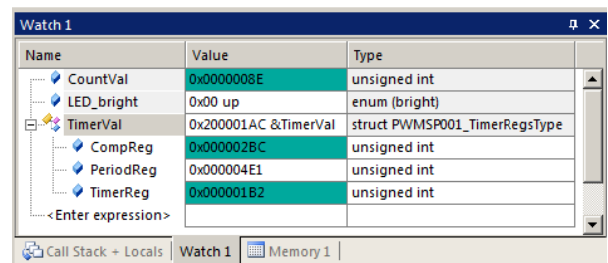 Watch 1
Name Value Type
CountVal 0x0000008E unsigned int
LED_bright 0x00 up enum (bright)
TimerVal 0x200001AC &TimerVal struct PWMSP001_TimerRegsType
CompReg 0x000002BC unsigned int
PeriodReg 0x000004E1 unsigned int
TimerReg 0x000001B2 unsigned int
<Enter expression>
Call Stack + Locals Watch 1 Memory 1